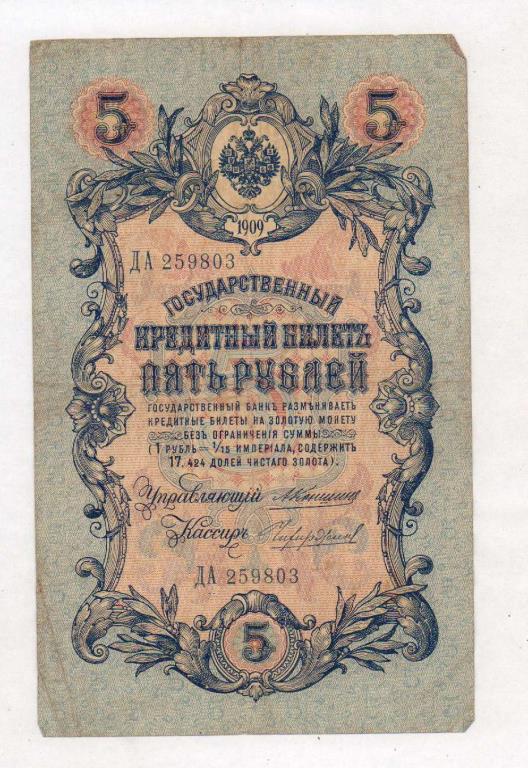 5 5
1909
ДА 259803
ГОСУДАРСТВЕННЫЙ
КРЕДИТНЫЙ БИЛЕТЪ
ПЯТЬ РУБЛЕЙ
ГОСУДАРСТВЕННЫЙ БАНКЪ РАЗМѢНИВАЕТЪ
КРЕДИТНЫЕ БИЛЕТЫ НА ЗОЛОТУЮ МОНЕТУ
БЕЗЪ ОГРАНИЧЕНІЯ СУММЫ
(1 РУБЛЬ = 1/15 ИМПЕРІАЛА, СОДЕРЖИТЪ
17,424 ДОЛЕЙ ЧИСТАГО ЗОЛОТА).
Управляющій АКоншинъ
Кассиръ
ДА 259803
5